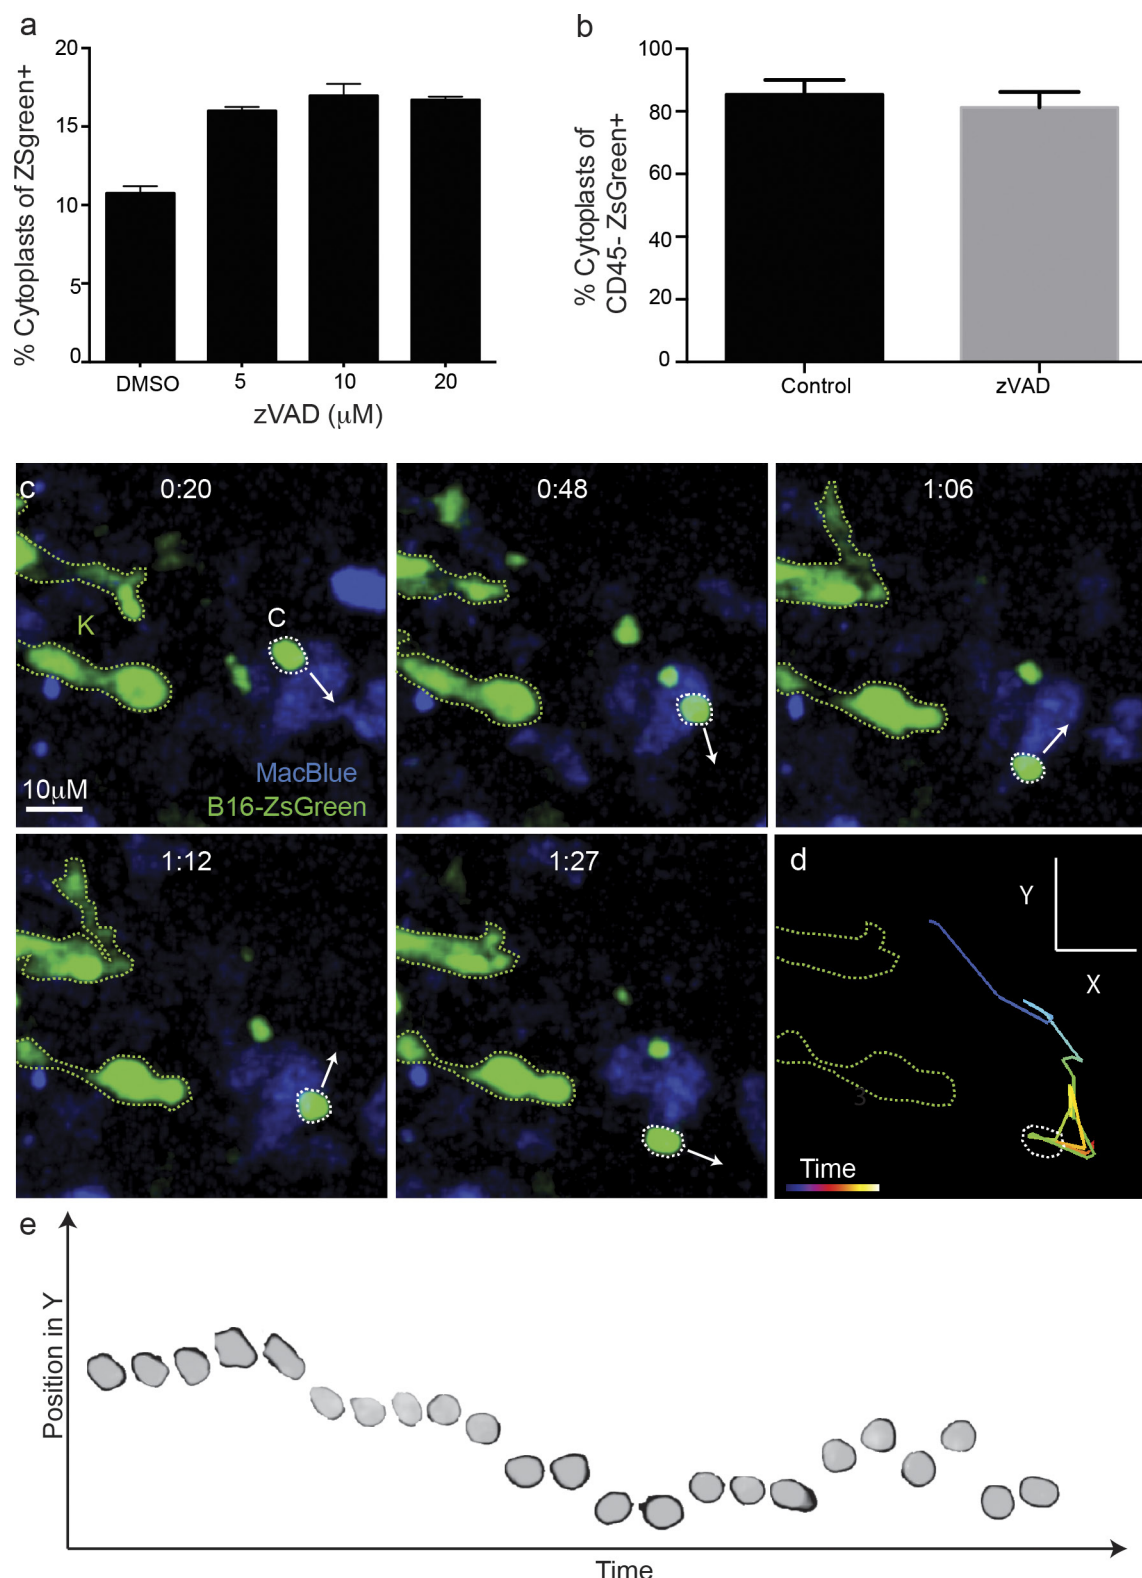 a
20
15
10
5
0
% Cytoplasts of ZSgreen+
DMSO
5
10
20
zVAD (μM)
b
100
80
60
40
20
0
% Cytoplasts of
CD45- ZsGreen+
Control
zVAD
c
0:20
K
C
MacBlue
B16-ZsGreen
10μM
0:48
1:06
1:12
1:27
d
Y
X
3
Time
e
Position in Y
Time